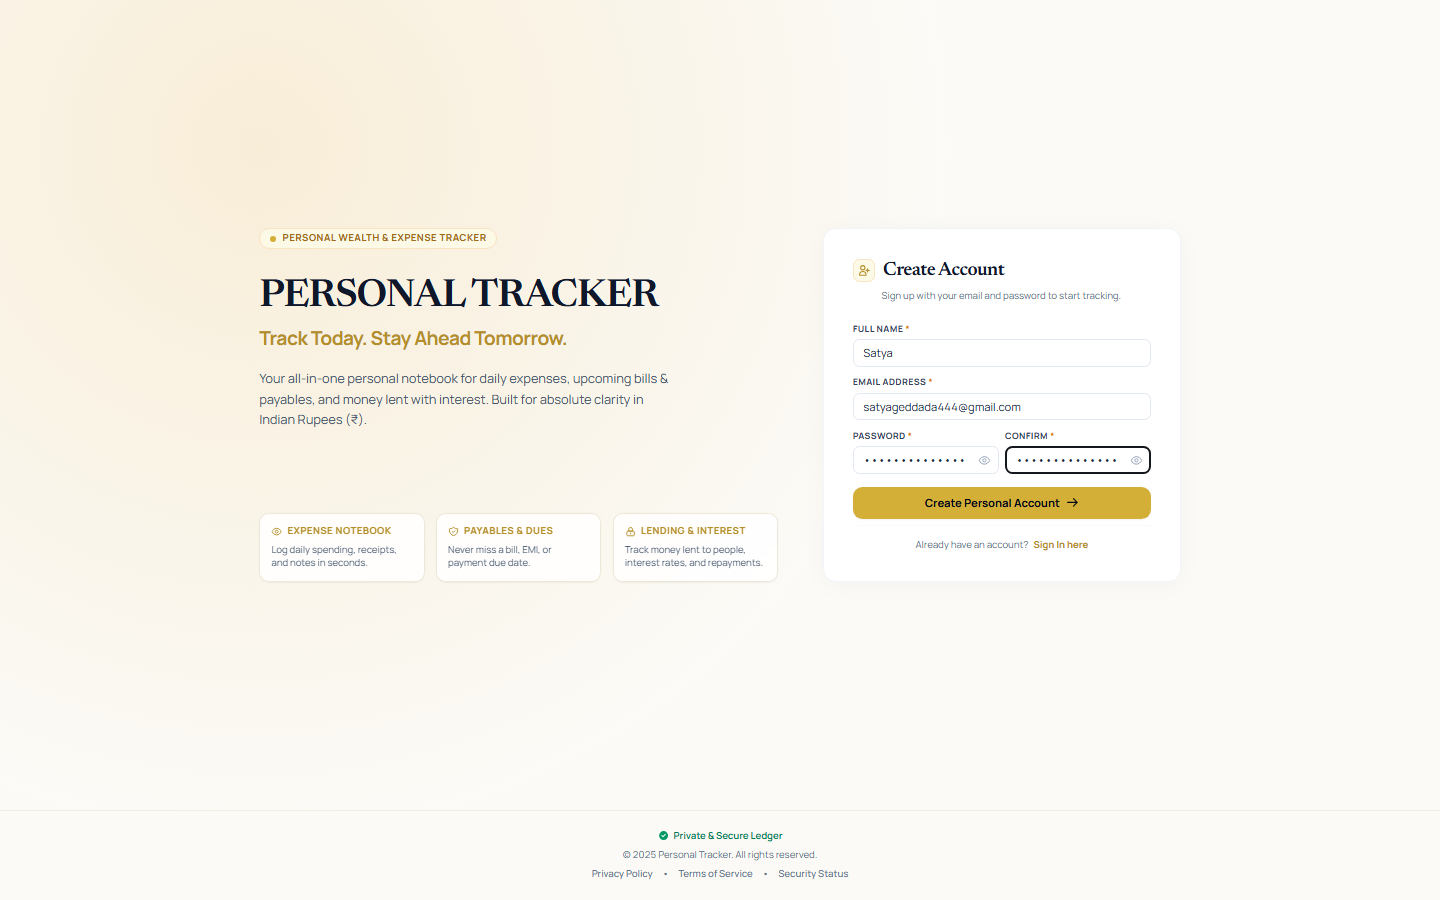 PERSONAL WEALTH & EXPENSE TRACKER
PERSONAL TRACKER
Track Today. Stay Ahead Tomorrow.
Your all-in-one personal notebook for daily expenses, upcoming bills &
payables, and money lent with interest. Built for absolute clarity in
Indian Rupees (₹).
EXPENSE NOTEBOOK
Log daily spending, receipts,
and notes in seconds.
PAYABLES & DUES
Never miss a bill, EMI, or
payment due date.
LENDING & INTEREST
Track money lent to people,
interest rates, and repayments.
Create Account
Sign up with your email and password to start tracking.
FULL NAME *
Satya
EMAIL ADDRESS *
satyageddada444@gmail.com
PASSWORD * CONFIRM *
•••••••••••••• ••••••••••••••
Create Personal Account →
Already have an account? Sign In here
Private & Secure Ledger
© 2025 Personal Tracker. All rights reserved.
Privacy Policy • Terms of Service • Security Status